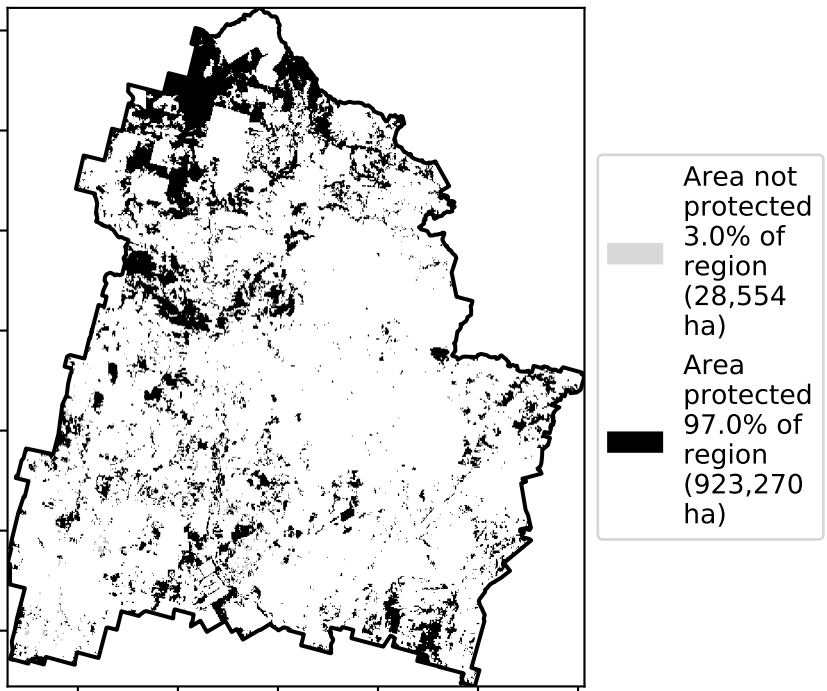 Area not
protected
3.0% of
region
(28,554
ha)
Area
protected
97.0% of
region
(923,270
ha)